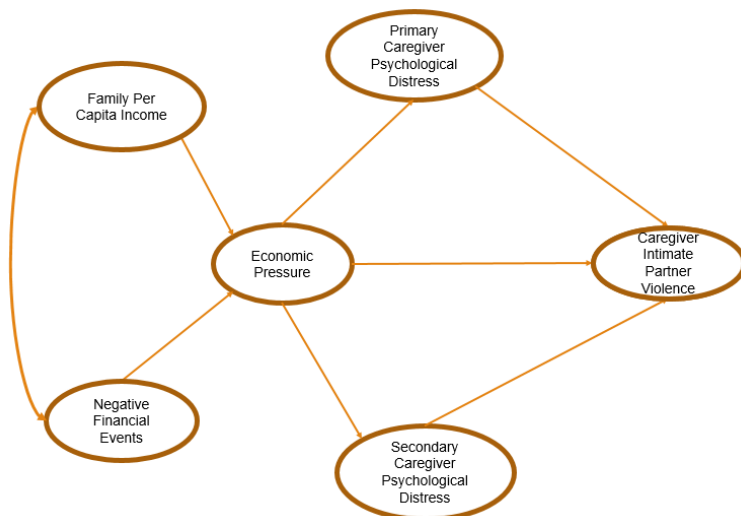 Primary
Caregiver
Psychological
Distress
Family Per
Capita Income
Economic
Pressure
Caregiver
Intimate
Partner
Violence
Negative
Financial
Events
Secondary
Caregiver
Psychological
Distress